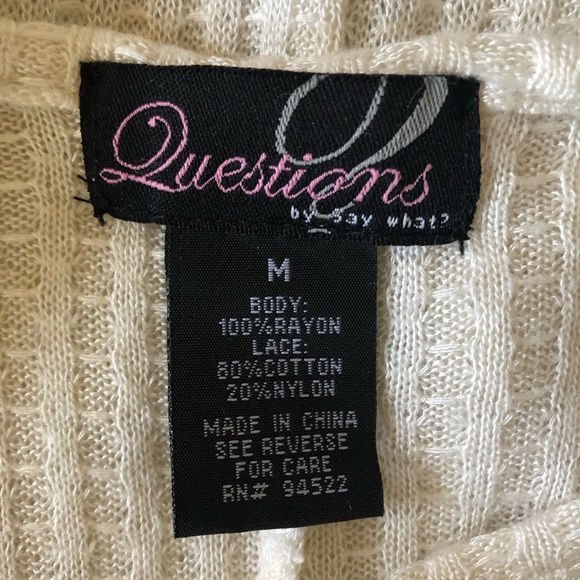 Questions
by say what?
M
BODY:
100%RAYON
LACE:
80%COTTON
20%NYLON
MADE IN CHINA
SEE REVERSE
FOR CARE
RN# 94522